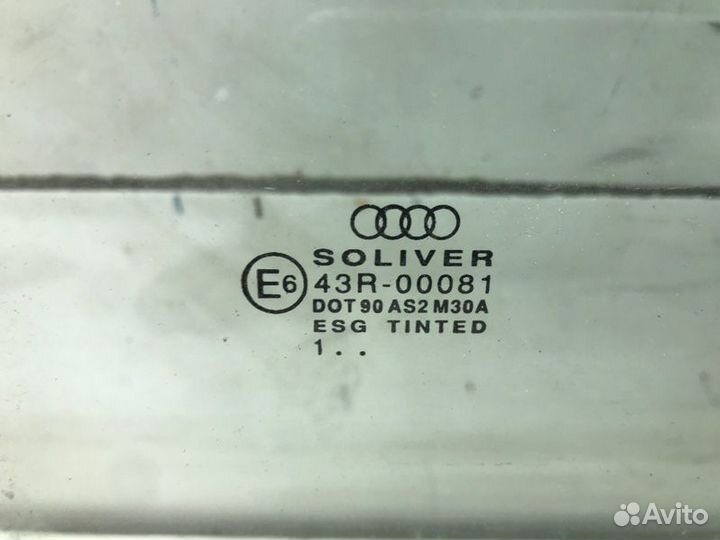 SOLIVER
E6 43R-00081
DOT 90 AS2 M30A
ESG TINTED
1 . .
Avito